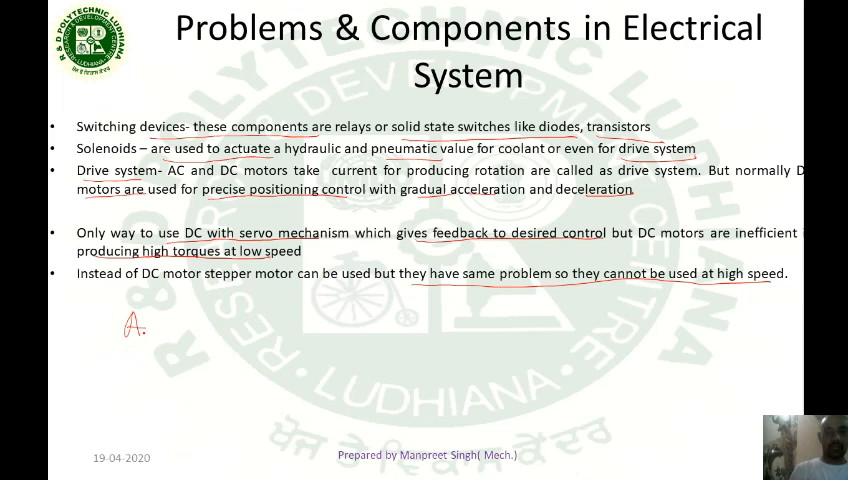 Problems & Components in Electrical
System
• Switching devices- these components are relays or solid state switches like diodes, transistors
• Solenoids – are used to actuate a hydraulic and pneumatic value for coolant or even for drive system
• Drive system- AC and DC motors take current for producing rotation are called as drive system. But normally D
motors are used for precise positioning control with gradual acceleration and deceleration
• Only way to use DC with servo mechanism which gives feedback to desired control but DC motors are inefficient i
producing high torques at low speed
• Instead of DC motor stepper motor can be used but they have same problem so they cannot be used at high speed.
A.
19-04-2020
Prepared by Manpreet Singh( Mech.)
R & D POLYTECHNIC LUDHIANA
RESEARCH & DEVELOPMENT CENTRE
LUDHIANA